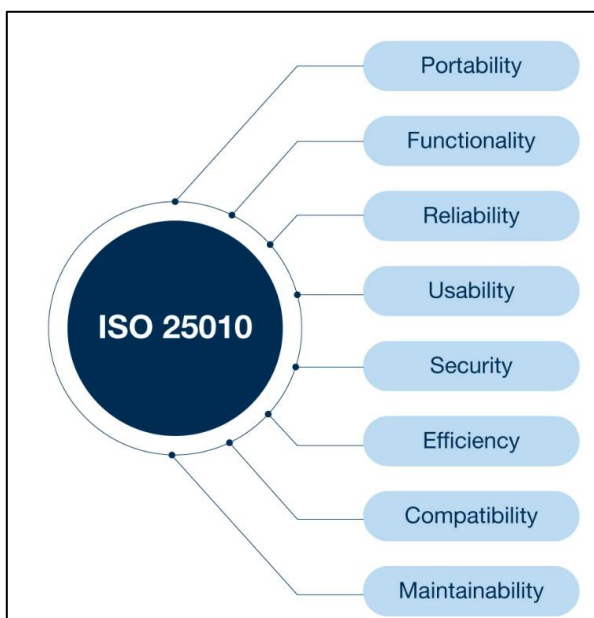 Portability
Functionality
Reliability
Usability
ISO 25010
Security
Efficiency
Compatibility
Maintainability